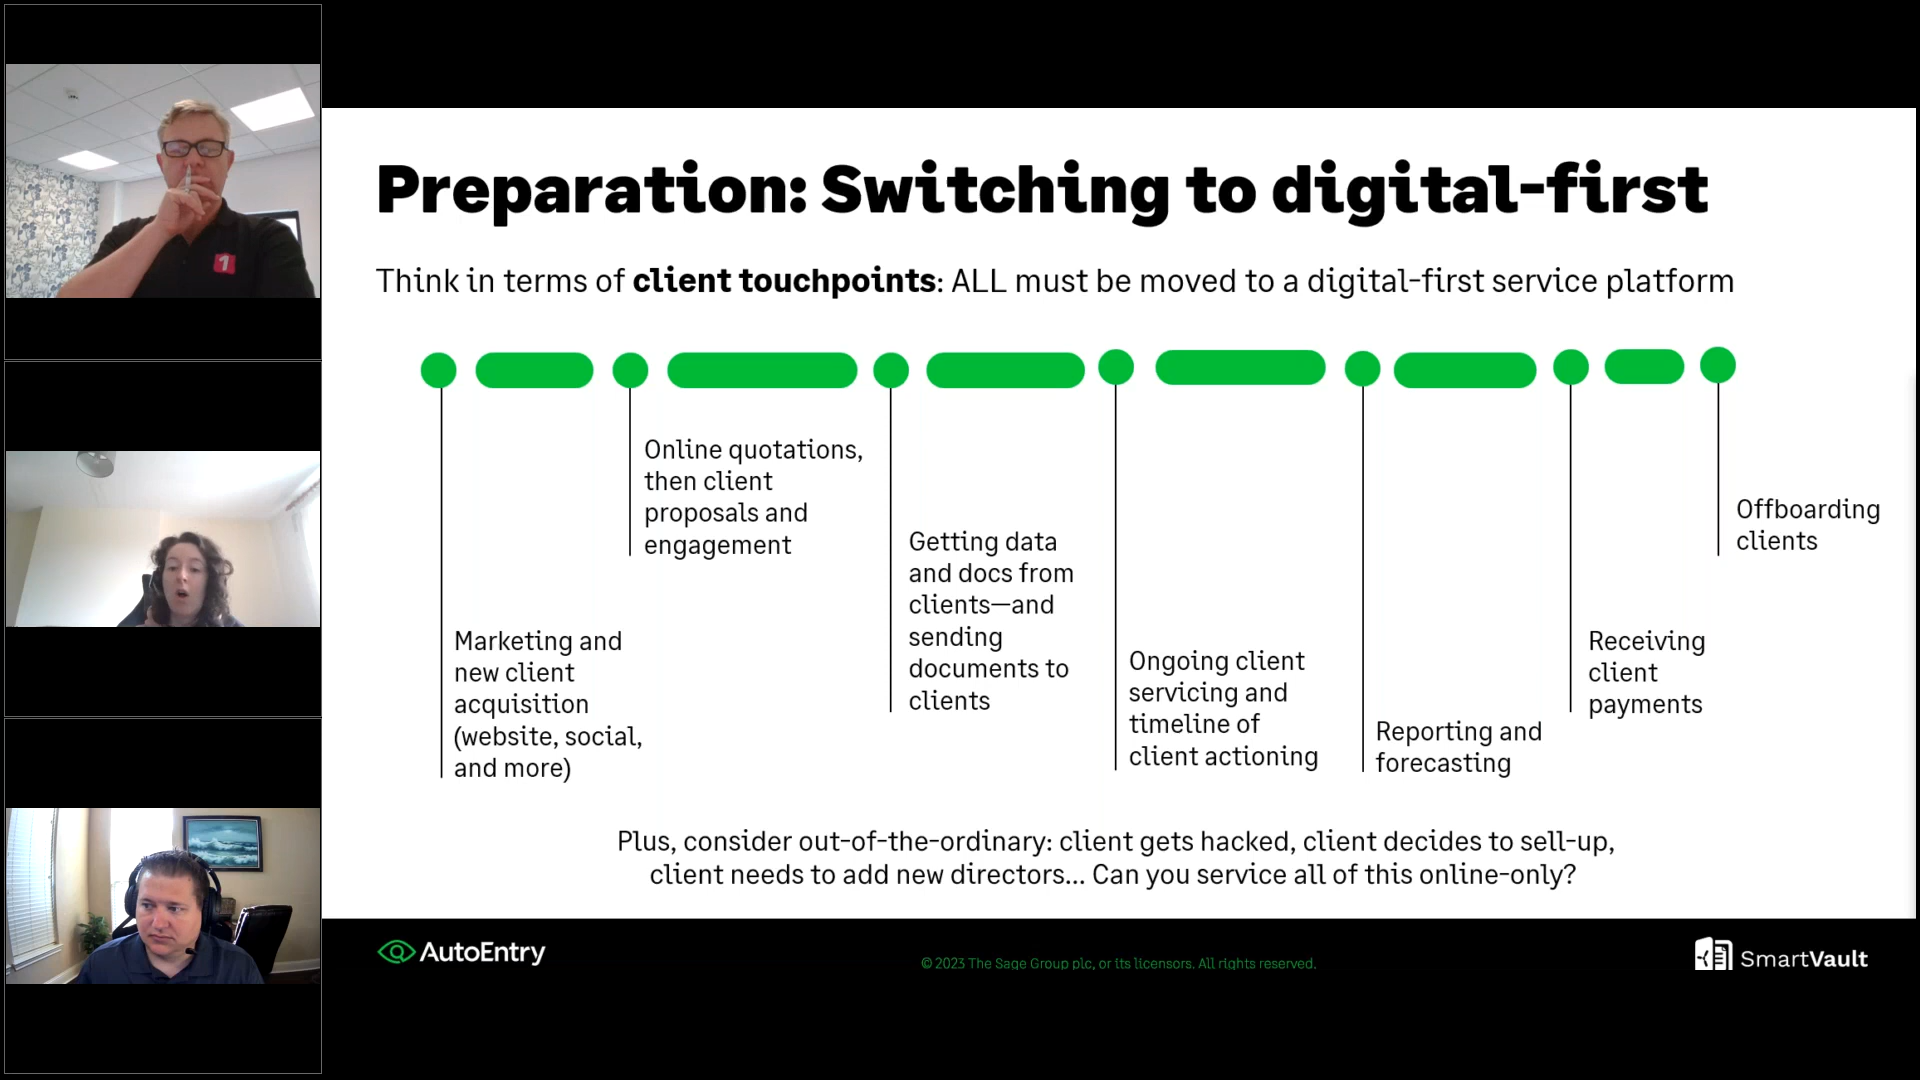 Preparation: Switching to digital-first
Think in terms of client touchpoints: ALL must be moved to a digital-first service platform
Marketing and
new client
acquisition
(website, social,
and more)
Online quotations,
then client
proposals and
engagement
Getting data
and docs from
clients—and
sending
documents to
clients
Ongoing client
servicing and
timeline of
client actioning
Reporting and
forecasting
Receiving
client
payments
Offboarding
clients
Plus, consider out-of-the-ordinary: client gets hacked, client decides to sell-up,
client needs to add new directors... Can you service all of this online-only?
AutoEntry
© 2023 The Sage Group plc, or its licensors. All rights reserved.
SmartVault
1